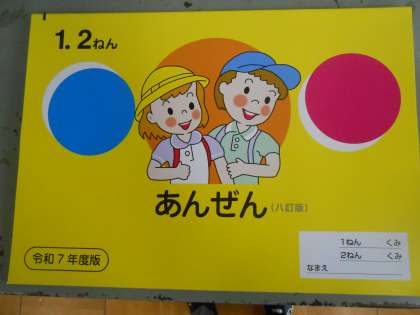 1.2ねん
あんぜん(八訂版)
令和7年度版
1ねん くみ
2ねん くみ
なまえ